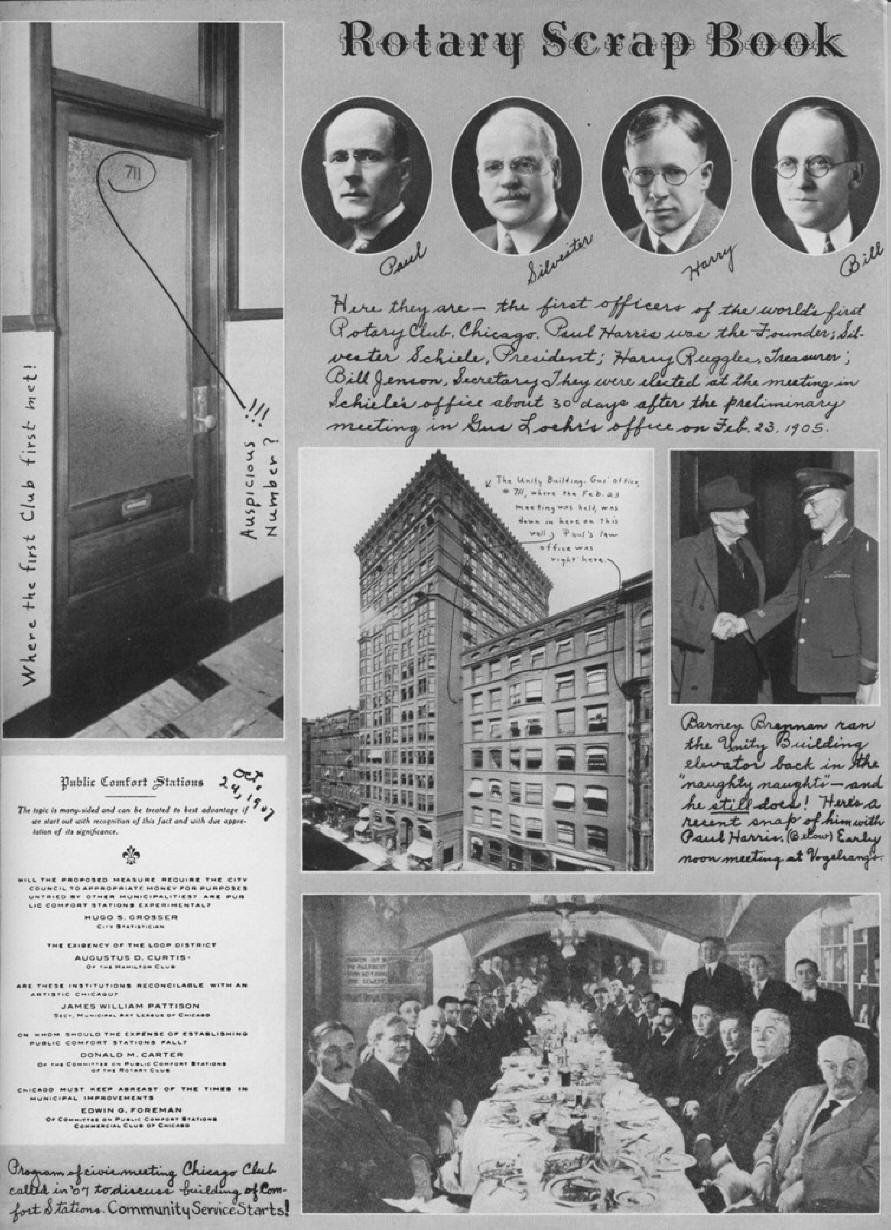 Rotary Scrap Book
711
Paul
Silvester
Harry
Bill
Here they are — the first officers of the world's first
Rotary Club, Chicago. Paul Harris was the Founder; Sil-
vester Schiele, President; Harry Ruggles, Treasurer;
Bill Jenson, Secretary. They were elected at the meeting in
Schiele's office about 30 days after the preliminary
meeting in Gus Loehr's office on Feb. 23, 1905.
Where the first Club first met!
Auspicious
Number?
!!!
The Unity Building. Gus' office,
# 711, where the Feb. 23
meeting was held, was
down in here on this
wall. Paul's law
office was
right here.
Barney Brennan ran
the Unity Building
elevator back in the
"naughty naughts" — and
he still does! Here's a
recent snap of him with
Paul Harris. (Below) Early
noon meeting at Vogelsang's.
Public Comfort Stations
Oct.
24, 1907
The topic is many-sided and can be treated to best advantage if
we start out with recognition of this fact and with due appre-
ciation of its significance.
WILL THE PROPOSED MEASURE REQUIRE THE CITY
COUNCIL TO APPROPRIATE MONEY FOR PURPOSES
UNTRIED BY OTHER MUNICIPALITIES? ARE PUB
LIC COMFORT STATIONS EXPERIMENTAL?
HUGO S. GROSSER
CITY STATISTICIAN
THE EXIGENCY OF THE LOOP DISTRICT
AUGUSTUS D. CURTIS
OF THE HAMILTON CLUB
ARE THESE INSTITUTIONS RECONCILABLE WITH AN
ARTISTIC CHICAGO?
JAMES WILLIAM PATTISON
SECY. MUNICIPAL ART LEAGUE OF CHICAGO
ON WHOM SHOULD THE EXPENSE OF ESTABLISHING
PUBLIC COMFORT STATIONS FALL?
DONALD M. CARTER
OF THE COMMITTEE ON PUBLIC COMFORT STATIONS
OF THE ROTARY CLUB
CHICAGO MUST KEEP ABREAST OF THE TIMES IN
MUNICIPAL IMPROVEMENTS
EDWIN G. FOREMAN
OF COMMITTEE ON PUBLIC COMFORT STATIONS
COMMERCIAL CLUB OF CHICAGO
Program of civic meeting Chicago Club
called in '07 to discuss building of Com-
fort Stations. Community Service Starts!